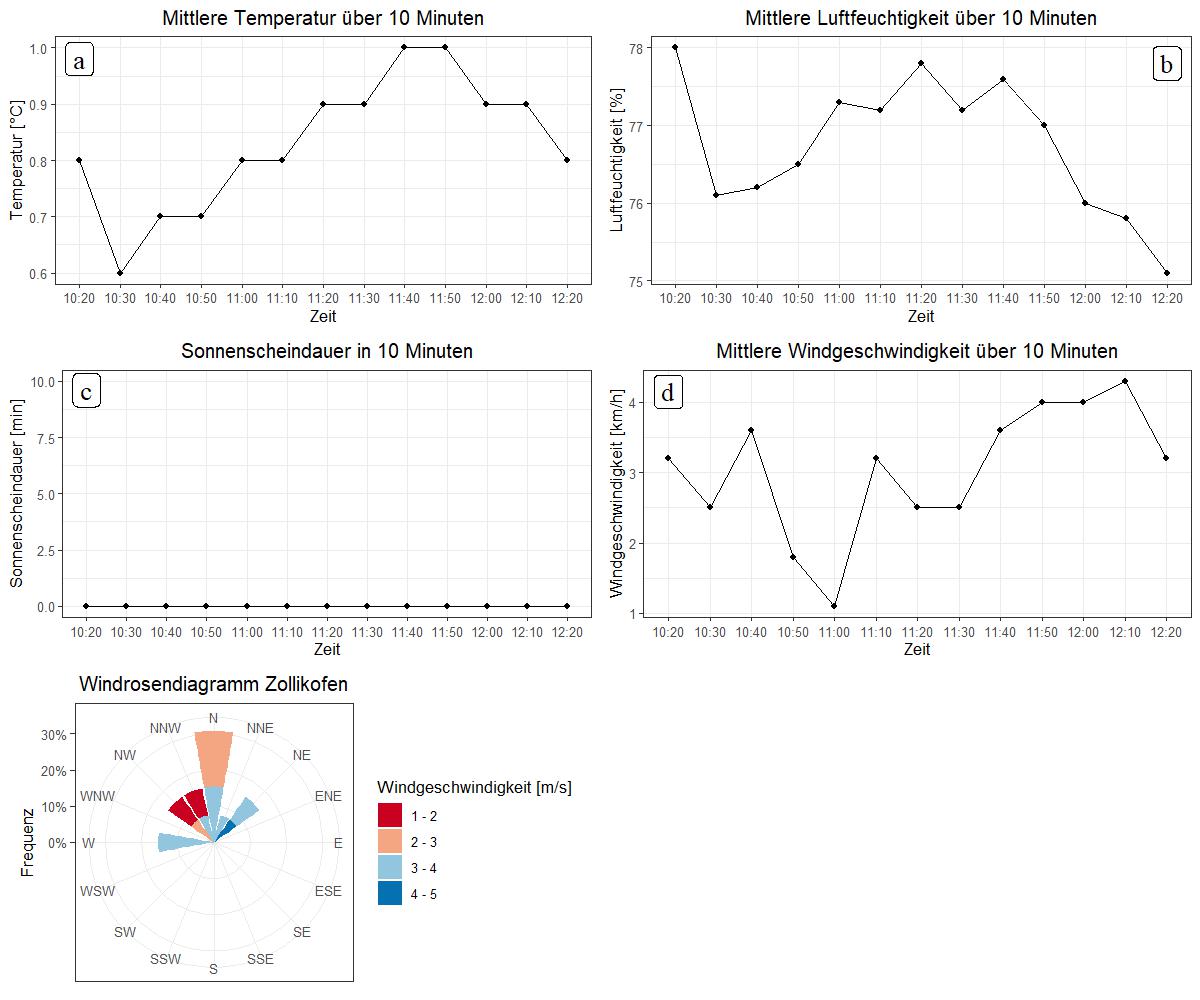 Mittlere Temperatur über 10 Minuten
a
Temperatur [°C]
1.0
0.9
0.8
0.7
0.6
10:20 10:30 10:40 10:50 11:00 11:10 11:20 11:30 11:40 11:50 12:00 12:10 12:20
Zeit
Mittlere Luftfeuchtigkeit über 10 Minuten
b
Luftfeuchtigkeit [%]
78
77
76
75
10:20 10:30 10:40 10:50 11:00 11:10 11:20 11:30 11:40 11:50 12:00 12:10 12:20
Zeit
Sonnenscheindauer in 10 Minuten
c
Sonnenscheindauer [min]
10.0
7.5
5.0
2.5
0.0
10:20 10:30 10:40 10:50 11:00 11:10 11:20 11:30 11:40 11:50 12:00 12:10 12:20
Zeit
Mittlere Windgeschwindigkeit über 10 Minuten
d
Windgeschwindigkeit [km/h]
4
3
2
1
10:20 10:30 10:40 10:50 11:00 11:10 11:20 11:30 11:40 11:50 12:00 12:10 12:20
Zeit
Windrosendiagramm Zollikofen
Frequenz
30%
20%
10%
0%
N
NNW NNE
NW NE
WNW ENE
W E
WSW ESE
SW SE
SSW SSE
S
Windgeschwindigkeit [m/s]
1 - 2
2 - 3
3 - 4
4 - 5